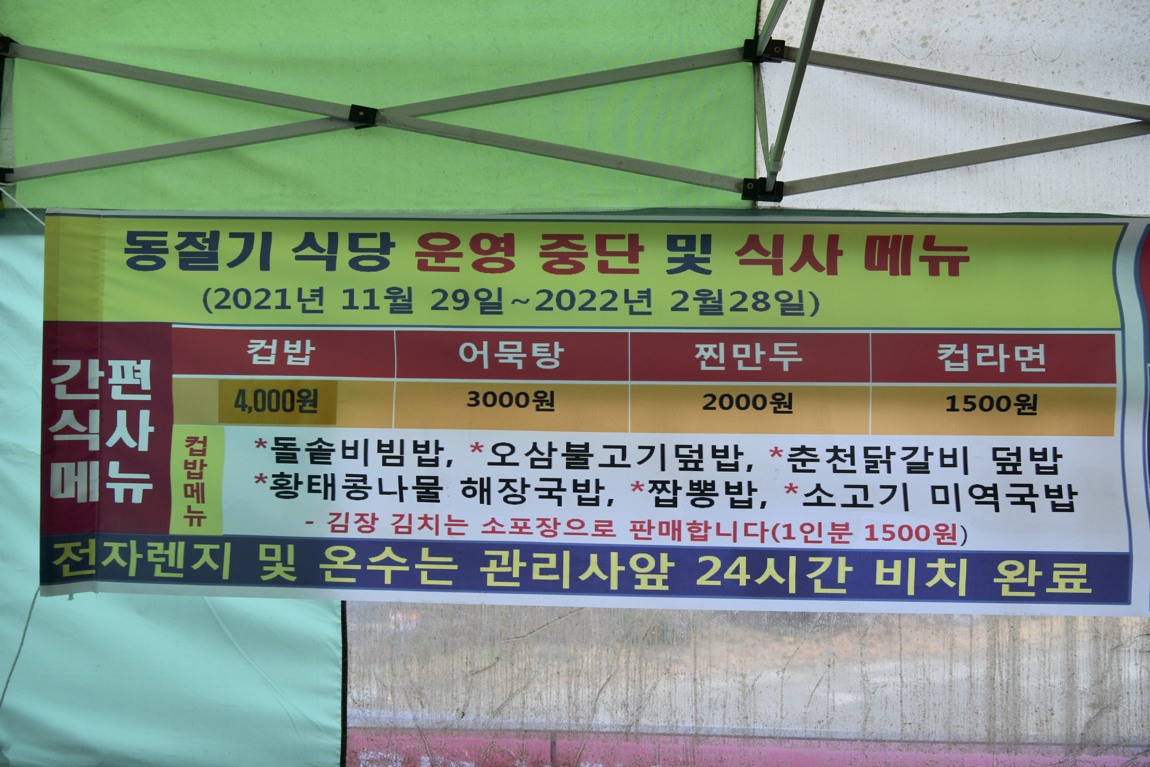 동절기 식당 운영 중단 및 식사 메뉴
(2021년 11월 29일~2022년 2월28일)
간편
식사
메뉴
컵밥 어묵탕 찐만두 컵라면
4,000원 3000원 2000원 1500원
컵밥메뉴
*돌솥비빔밥, *오삼불고기덮밥, *춘천닭갈비 덮밥
*황태콩나물 해장국밥, *짭뽕밥, *소고기 미역국밥
- 김장 김치는 소포장으로 판매합니다(1인분 1500원)
전자렌지 및 온수는 관리사앞 24시간 비치 완료